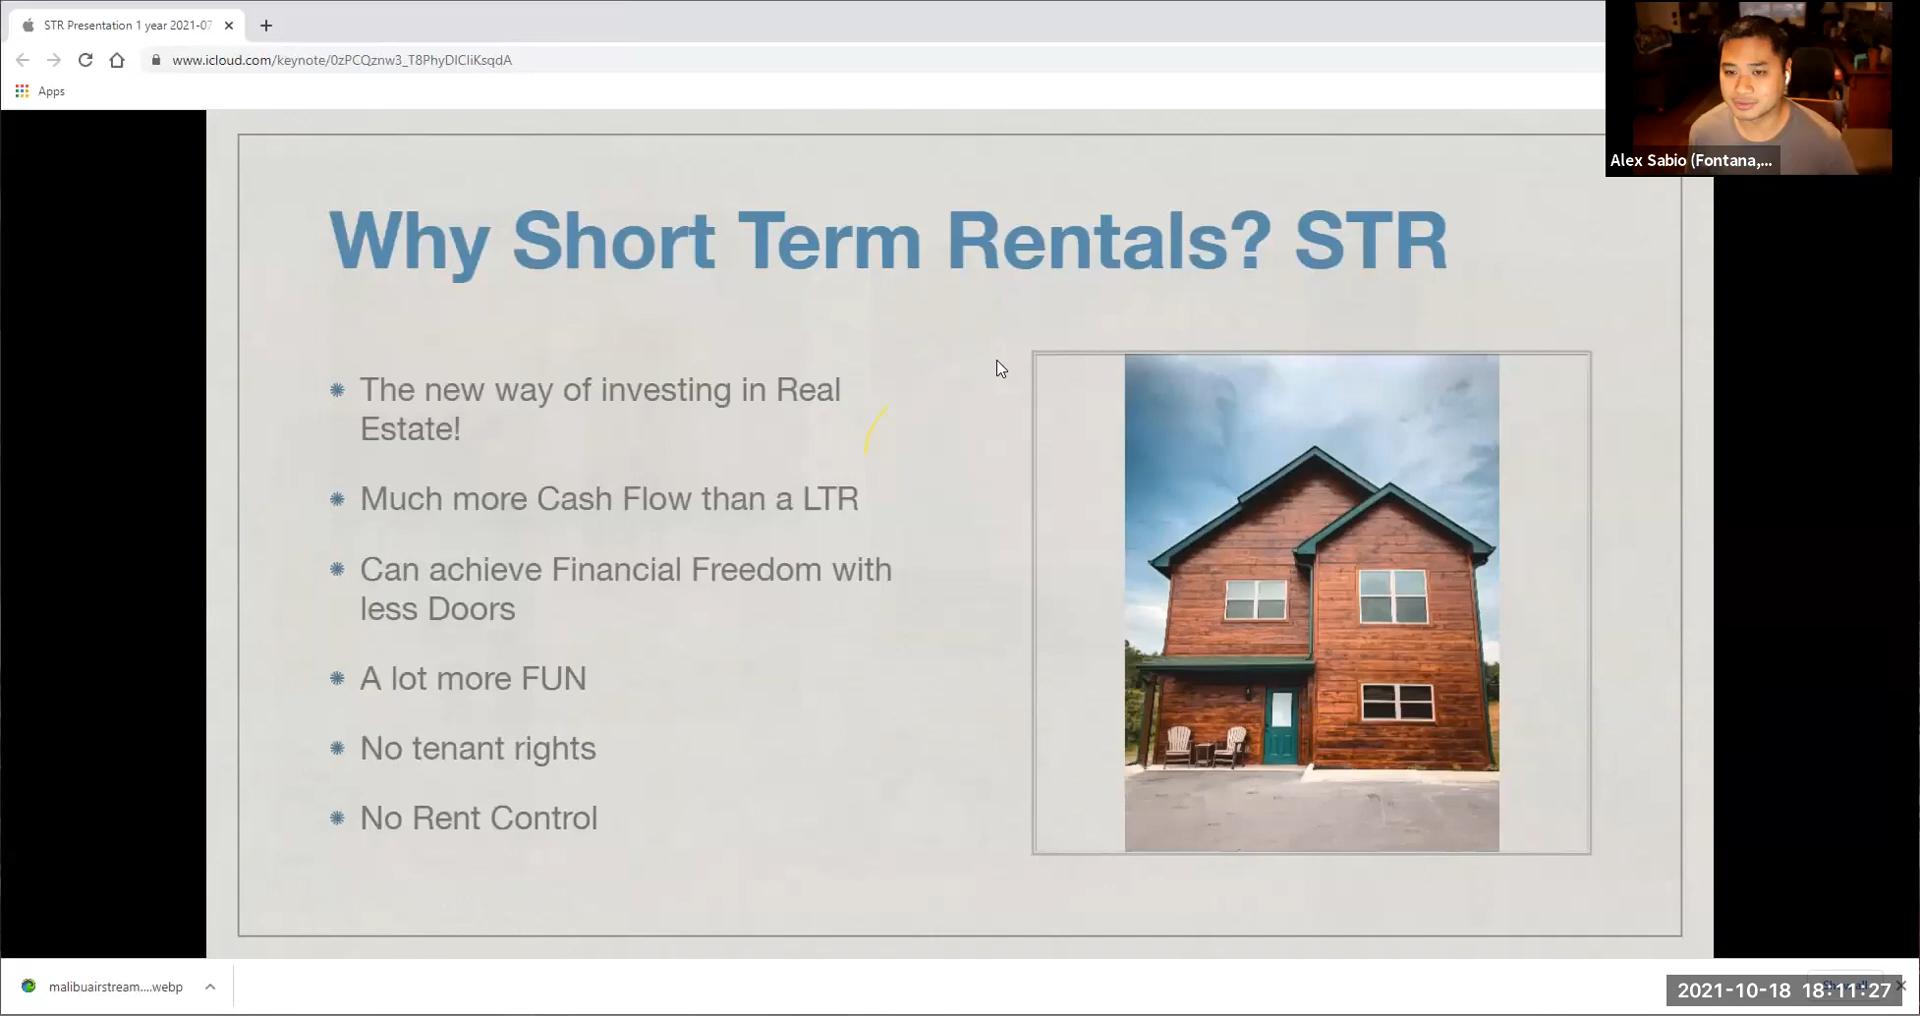 STR Presentation 1 year 2021-07
www.icloud.com/keynote/0zPCQznw3_T8PhyDlCliKsqdA
Apps
Alex Sabio (Fontana,...
Why Short Term Rentals? STR
The new way of investing in Real
Estate!
Much more Cash Flow than a LTR
Can achieve Financial Freedom with
less Doors
A lot more FUN
No tenant rights
No Rent Control
malibuairstream....webp
2021-10-18 18:11:27